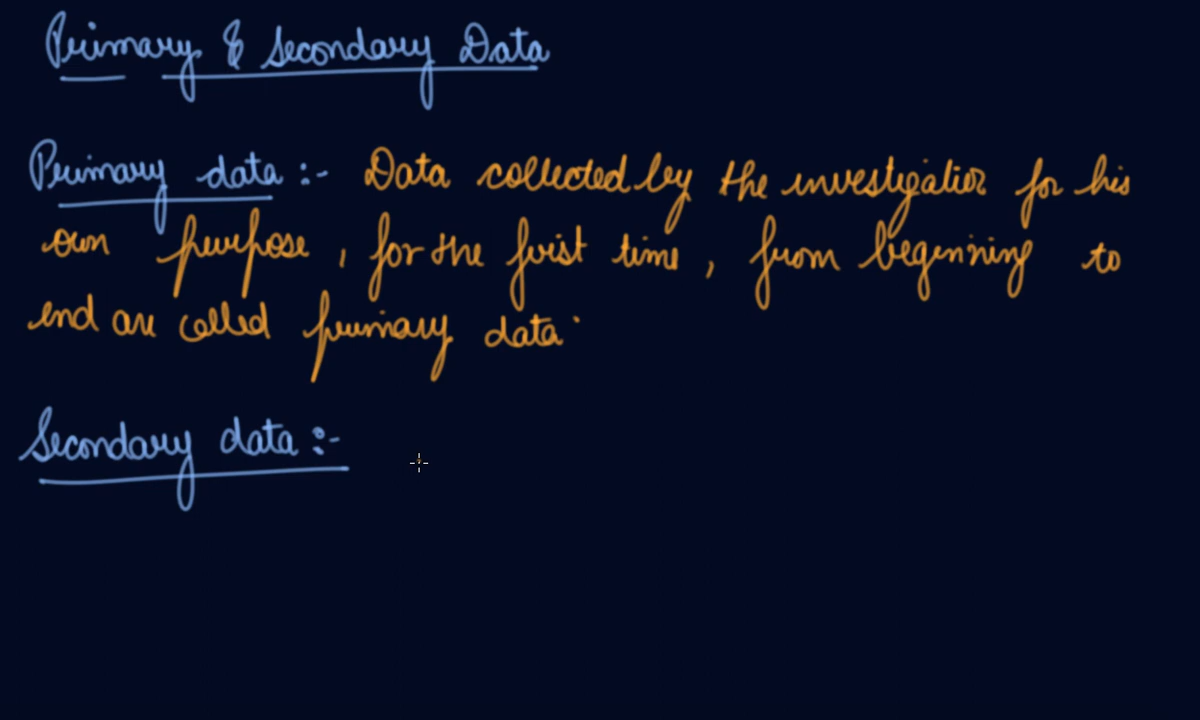 Primary & Secondary Data
Primary data :- Data collected by the investigator for his
own purpose, for the first time, from beginning to
end are called primary data.
Secondary data :-